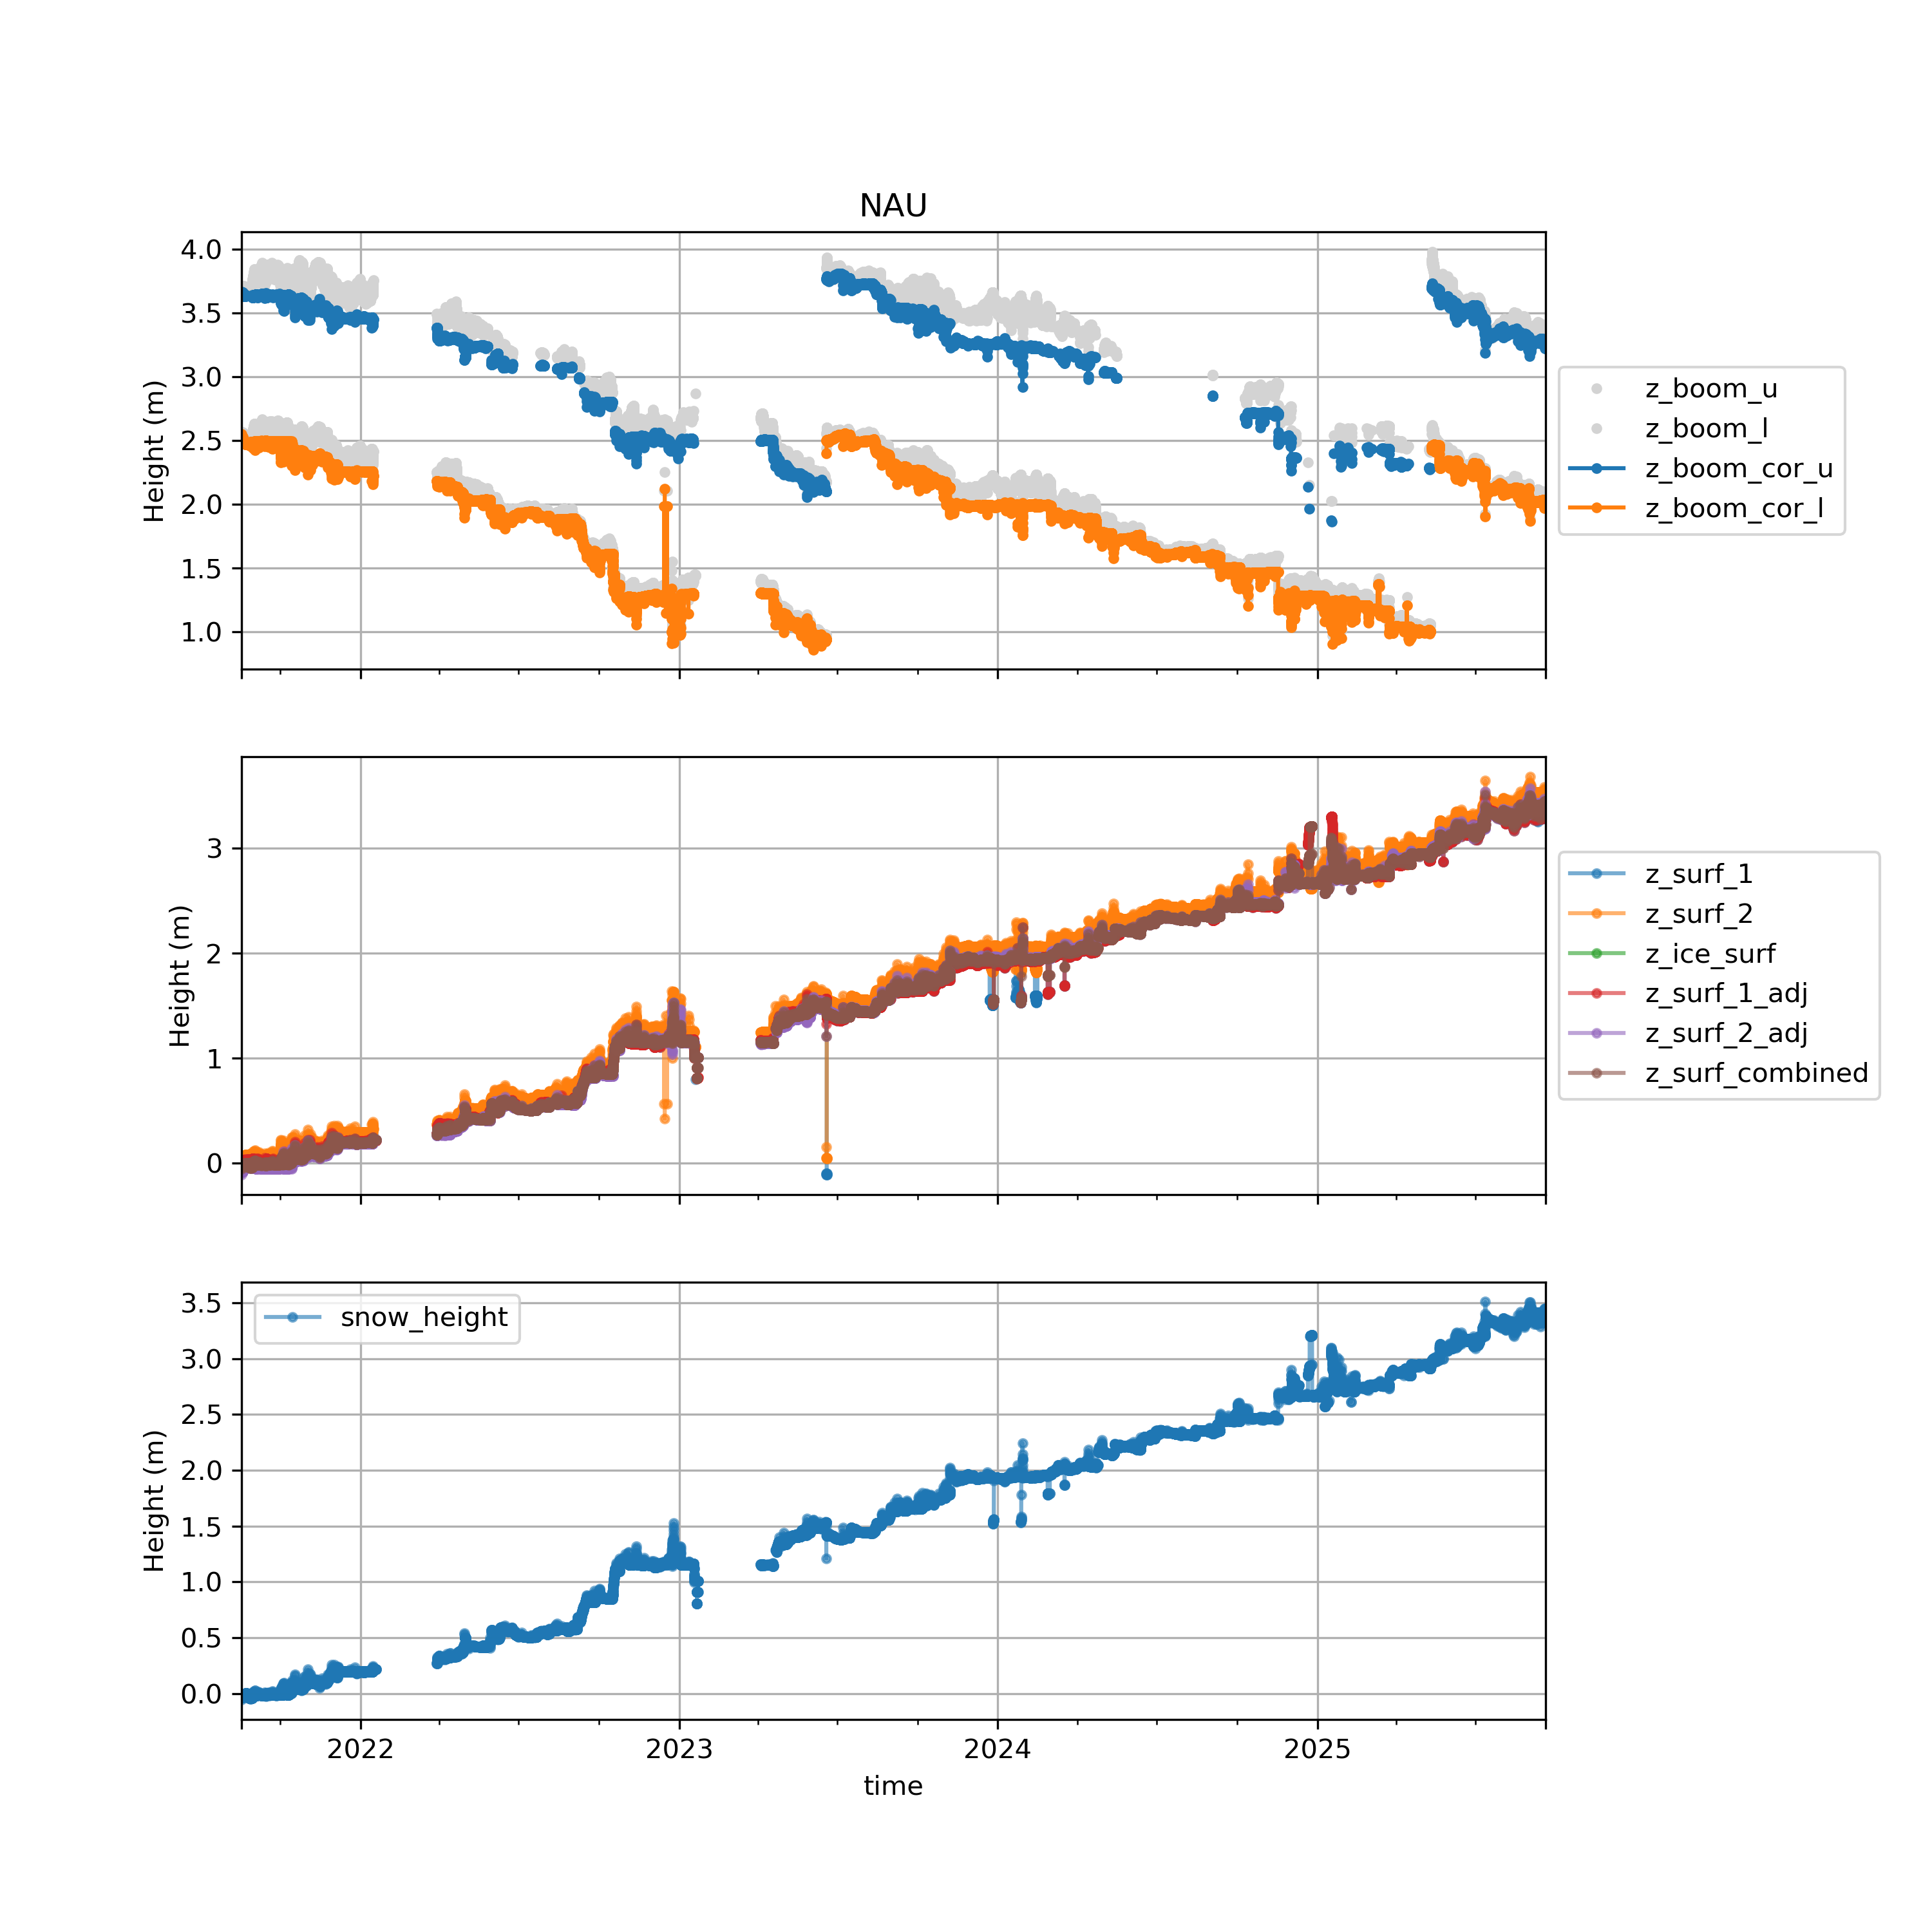 NAU
4.0
3.5
3.0
2.5
2.0
1.5
1.0
Height (m)
z_boom_u
z_boom_l
z_boom_cor_u
z_boom_cor_l
3
2
1
0
Height (m)
z_surf_1
z_surf_2
z_ice_surf
z_surf_1_adj
z_surf_2_adj
z_surf_combined
snow_height
3.5
3.0
2.5
2.0
1.5
1.0
0.5
0.0
Height (m)
2022 2023 2024 2025
time